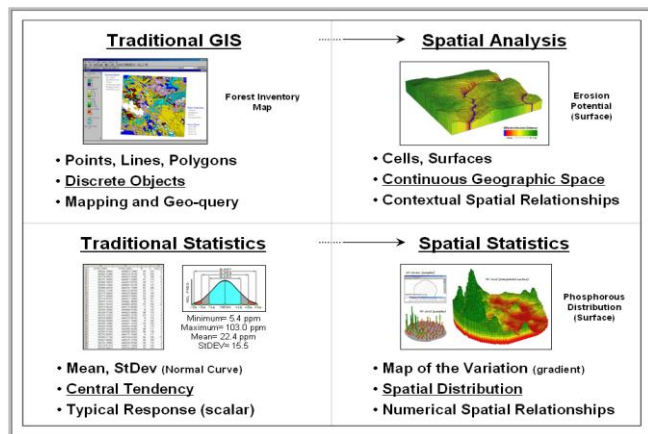 Traditional GIS
Forest Inventory
Map
• Points, Lines, Polygons
• Discrete Objects
• Mapping and Geo-query
Spatial Analysis
Erosion
Potential
(Surface)
• Cells, Surfaces
• Continuous Geographic Space
• Contextual Spatial Relationships
Traditional Statistics
Minimum= 5.4 ppm
Maximum= 103.0 ppm
Mean= 22.4 ppm
StDEV= 15.5
• Mean, StDev (Normal Curve)
• Central Tendency
• Typical Response (scalar)
Spatial Statistics
Phosphorous
Distribution
(Surface)
• Map of the Variation (gradient)
• Spatial Distribution
• Numerical Spatial Relationships